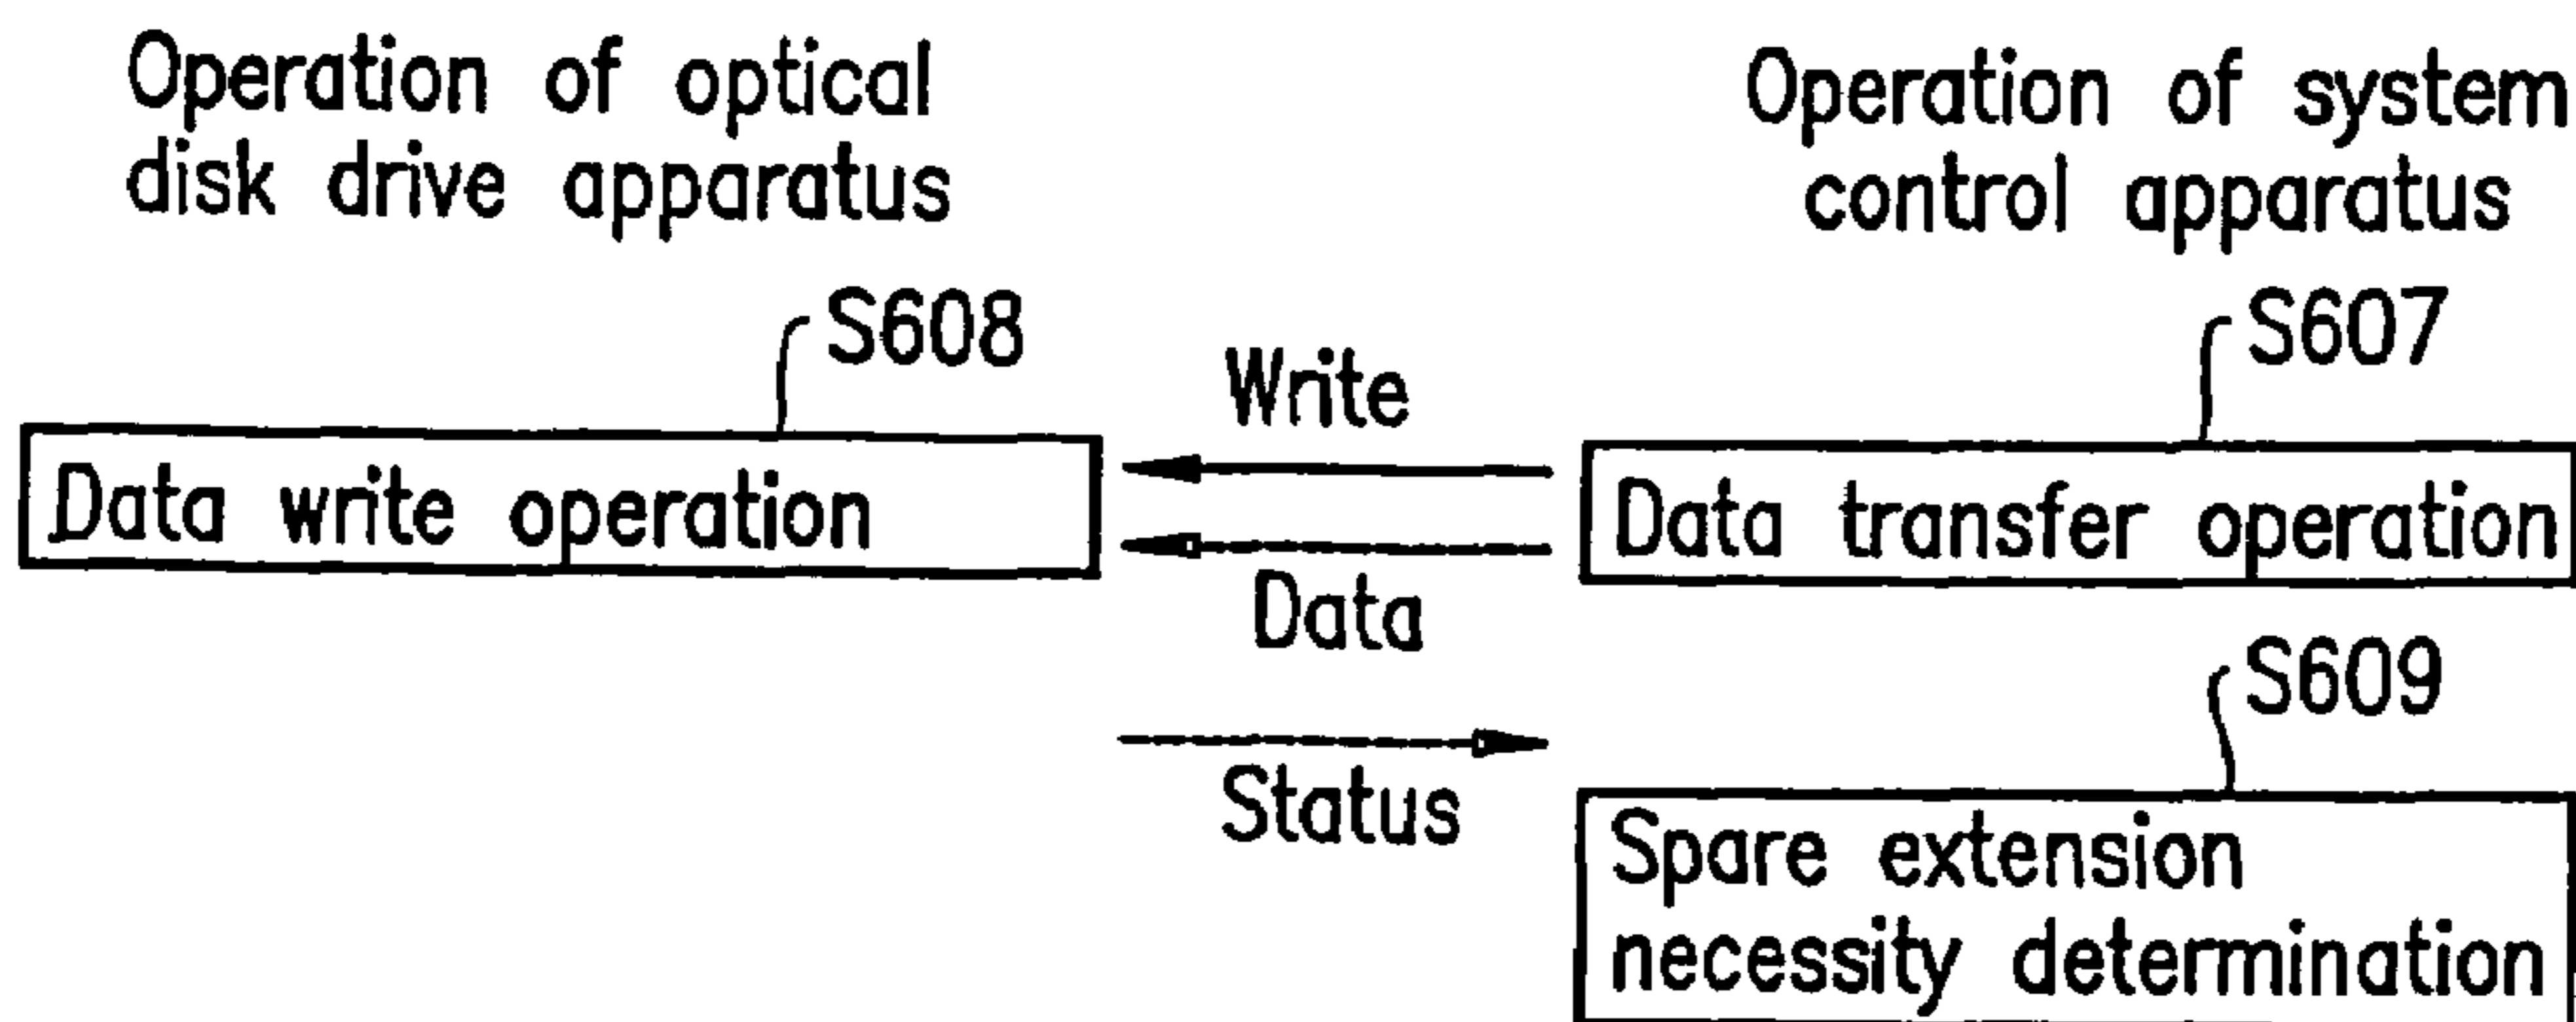 Operation of optical
disk drive apparatus
Operation of system
control apparatus
S608
S607
Write
Data write operation
Data transfer operation
Data
S609
Status
Spare extension
necessity determination